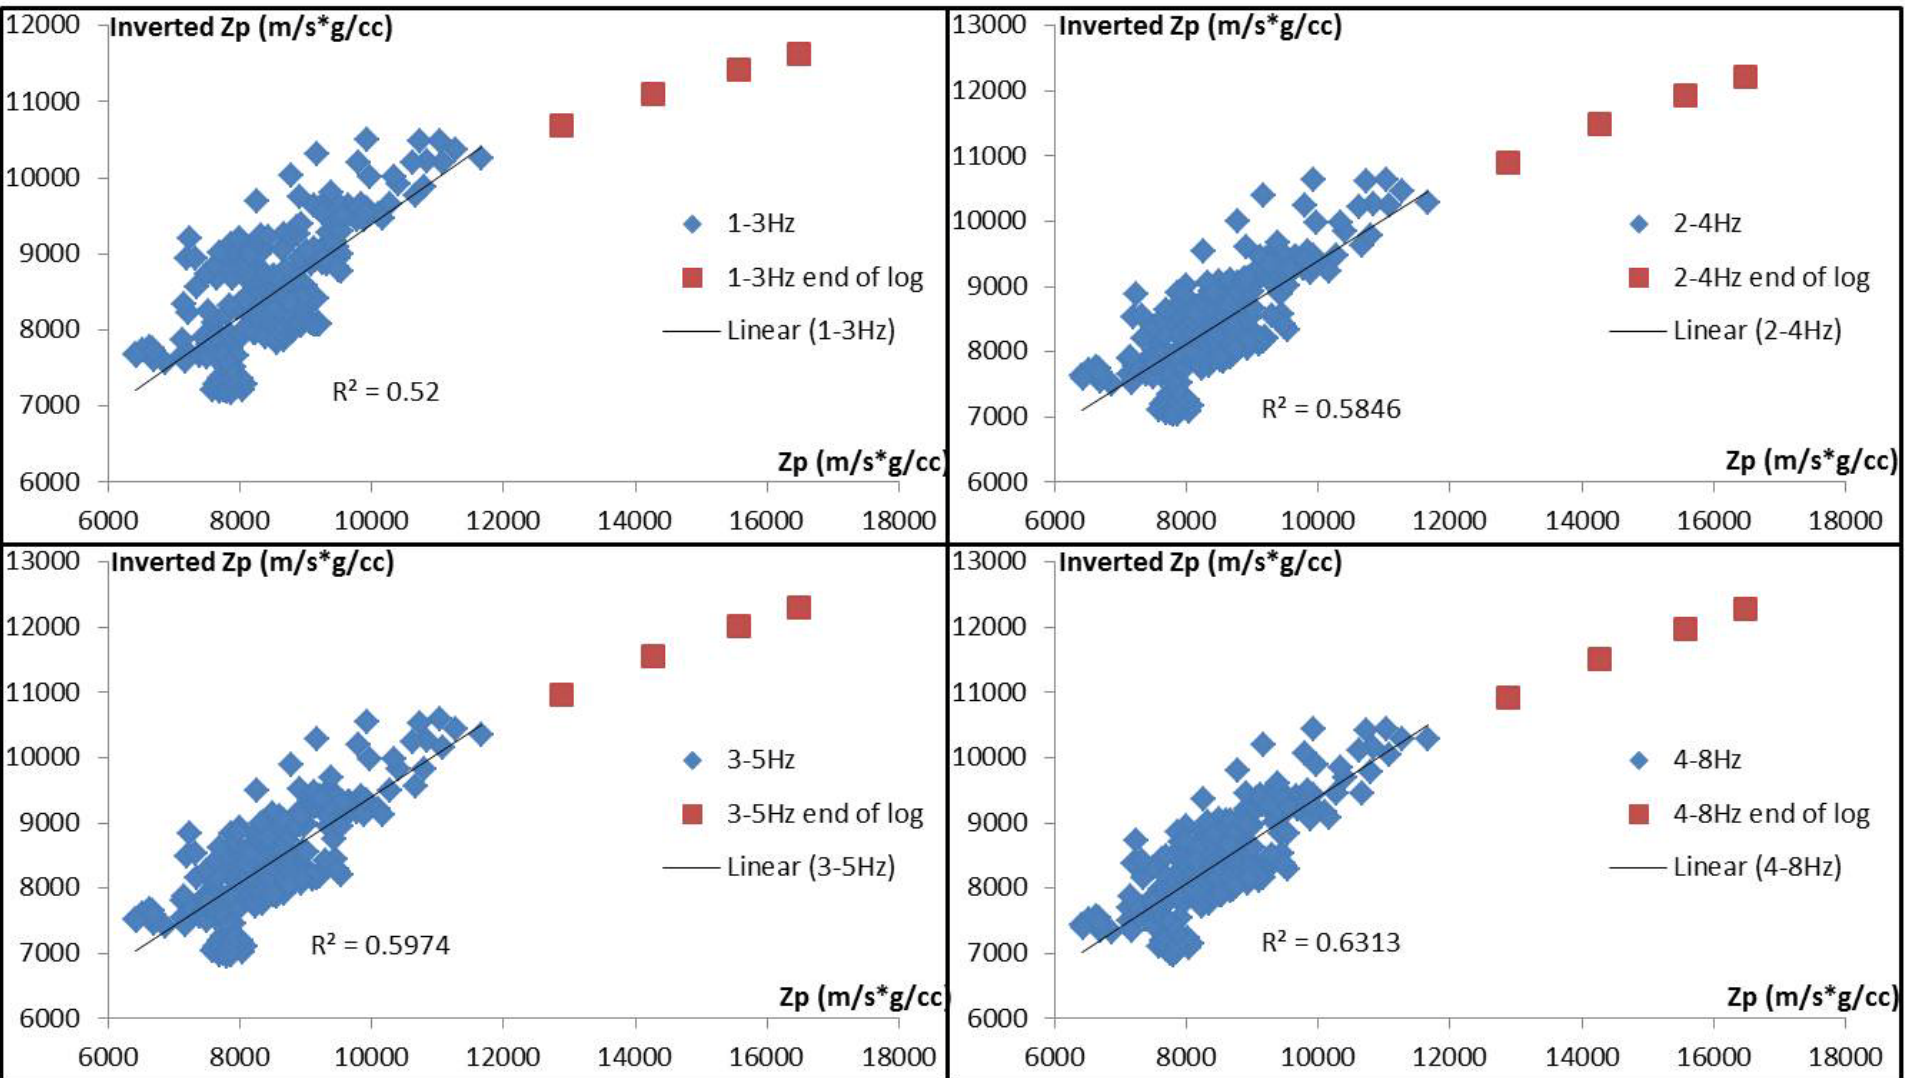 Inverted Zp (m/s*g/cc)
12000
11000
10000
9000
8000
7000
6000
1-3Hz
1-3Hz end of log
Linear (1-3Hz)
R² = 0.52
Zp (m/s*g/cc)
6000 8000 10000 12000 14000 16000 18000
Inverted Zp (m/s*g/cc)
13000
12000
11000
10000
9000
8000
7000
6000
2-4Hz
2-4Hz end of log
Linear (2-4Hz)
R² = 0.5846
Zp (m/s*g/cc)
6000 8000 10000 12000 14000 16000 18000
Inverted Zp (m/s*g/cc)
13000
12000
11000
10000
9000
8000
7000
6000
3-5Hz
3-5Hz end of log
Linear (3-5Hz)
R² = 0.5974
Zp (m/s*g/cc)
6000 8000 10000 12000 14000 16000 18000
Inverted Zp (m/s*g/cc)
13000
12000
11000
10000
9000
8000
7000
6000
4-8Hz
4-8Hz end of log
Linear (4-8Hz)
R² = 0.6313
Zp (m/s*g/cc)
6000 8000 10000 12000 14000 16000 18000